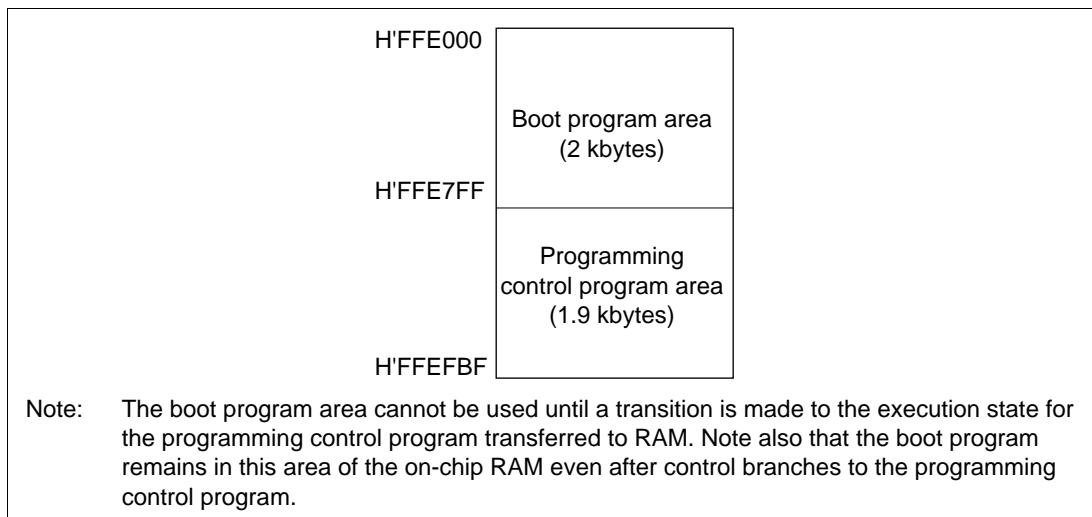 H'FFE000
Boot program area
(2 kbytes)
H'FFE7FF
Programming
control program area
(1.9 kbytes)
H'FFEFBF
Note: The boot program area cannot be used until a transition is made to the execution state for
the programming control program transferred to RAM. Note also that the boot program
remains in this area of the on-chip RAM even after control branches to the programming
control program.